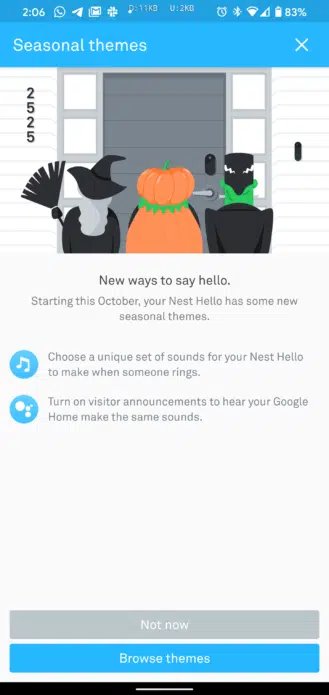 2:06
D:11KB U:2KB
83%
Seasonal themes
2
5
2
5
New ways to say hello.
Starting this October, your Nest Hello has some new
seasonal themes.
Choose a unique set of sounds for your Nest Hello
to make when someone rings.
Turn on visitor announcements to hear your Google
Home make the same sounds.
Not now
Browse themes